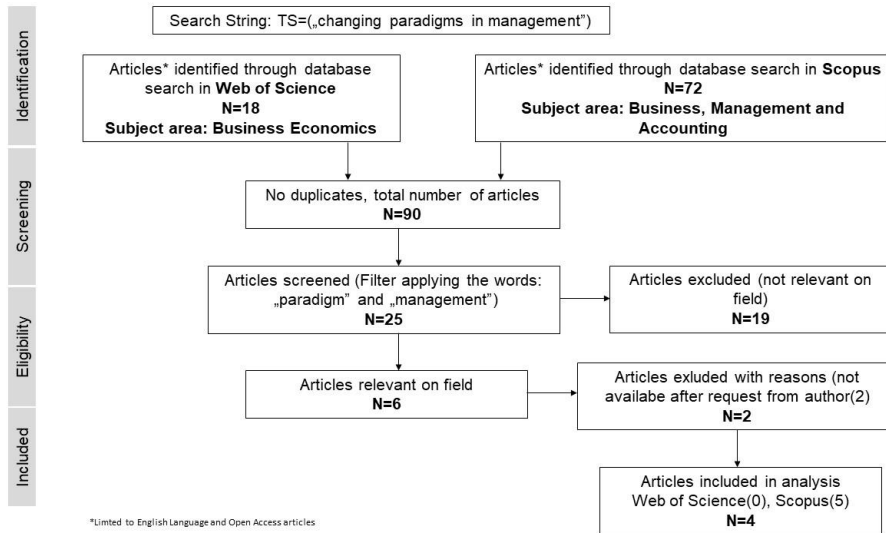 Search String: TS=(„changing paradigms in management”)
Identification
Articles* identified through database
search in Web of Science
N=18
Subject area: Business Economics
Articles* identified through database search in Scopus
N=72
Subject area: Business, Management and
Accounting
Screening
No duplicates, total number of articles
N=90
Articles screened (Filter applying the words:
„paradigm” and „management”)
N=25
Articles excluded (not relevant on
field)
N=19
Eligibility
Articles relevant on field
N=6
Articles exluded with reasons (not
availabe after request from author(2)
N=2
Included
Articles included in analysis
Web of Science(0), Scopus(5)
N=4
*Limted to English Language and Open Access articles